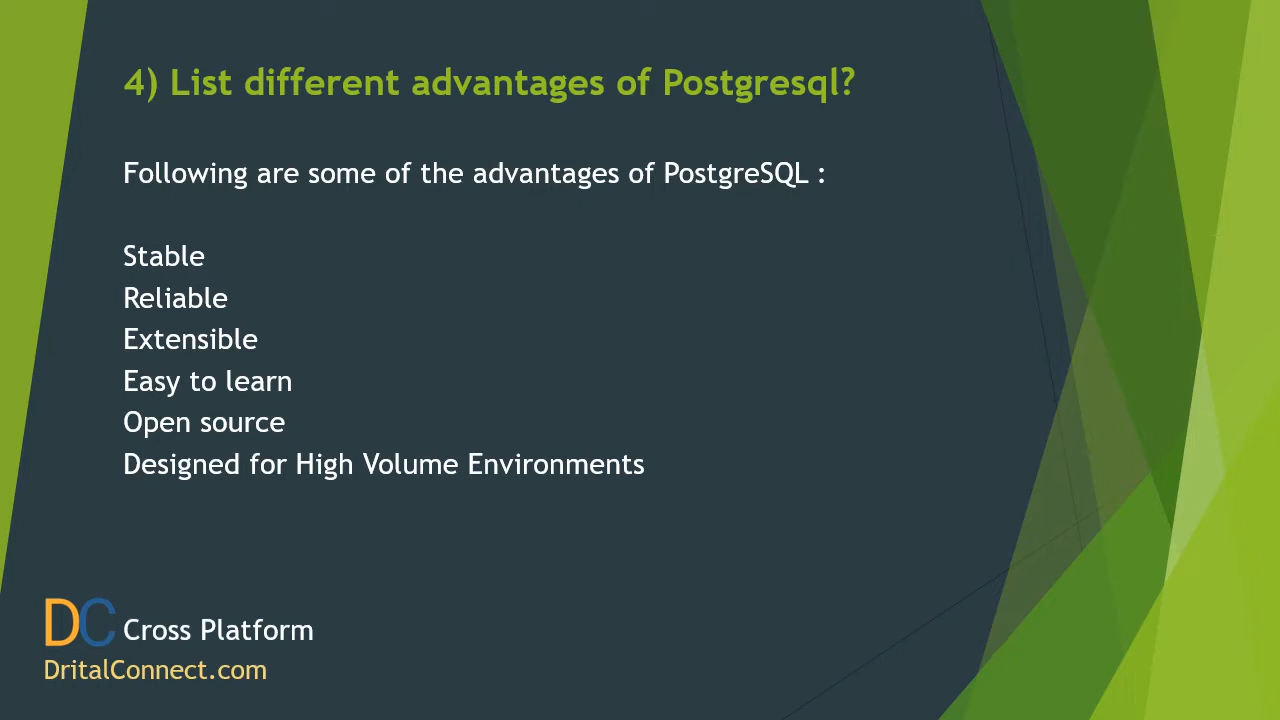 4) List different advantages of Postgresql?
Following are some of the advantages of PostgreSQL :
Stable
Reliable
Extensible
Easy to learn
Open source
Designed for High Volume Environments
DC Cross Platform
DritalConnect.com